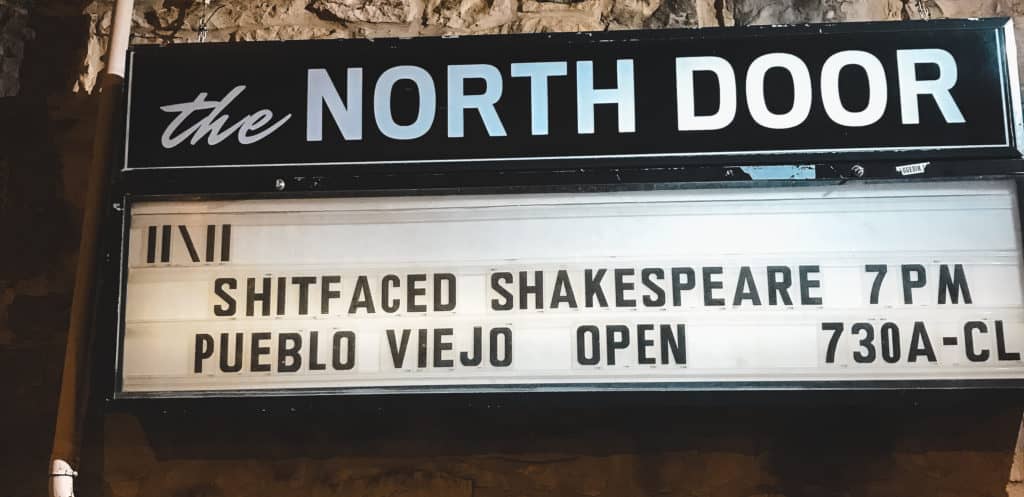 the NORTH DOOR
11\11
SHITFACED SHAKESPEARE 7PM
PUEBLO VIEJO OPEN 730A-CL